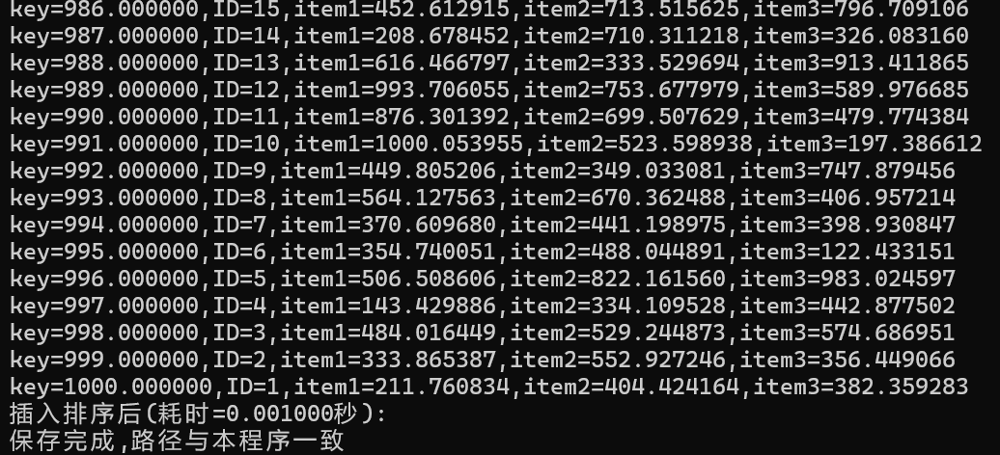 key=986.000000,ID=15,item1=452.612915,item2=713.515625,item3=796.709106
key=987.000000,ID=14,item1=208.678452,item2=710.311218,item3=326.083160
key=988.000000,ID=13,item1=616.466797,item2=333.529694,item3=913.411865
key=989.000000,ID=12,item1=993.706055,item2=753.677979,item3=589.976685
key=990.000000,ID=11,item1=876.301392,item2=699.507629,item3=479.774384
key=991.000000,ID=10,item1=1000.053955,item2=523.598938,item3=197.386612
key=992.000000,ID=9,item1=449.805206,item2=349.033081,item3=747.879456
key=993.000000,ID=8,item1=564.127563,item2=670.362488,item3=406.957214
key=994.000000,ID=7,item1=370.609680,item2=441.198975,item3=398.930847
key=995.000000,ID=6,item1=354.740051,item2=488.044891,item3=122.433151
key=996.000000,ID=5,item1=506.508606,item2=822.161560,item3=983.024597
key=997.000000,ID=4,item1=143.429886,item2=334.109528,item3=442.877502
key=998.000000,ID=3,item1=484.016449,item2=529.244873,item3=574.686951
key=999.000000,ID=2,item1=333.865387,item2=552.927246,item3=356.449066
key=1000.000000,ID=1,item1=211.760834,item2=404.424164,item3=382.359283
插入排序后(耗时=0.001000秒):
保存完成,路径与本程序一致